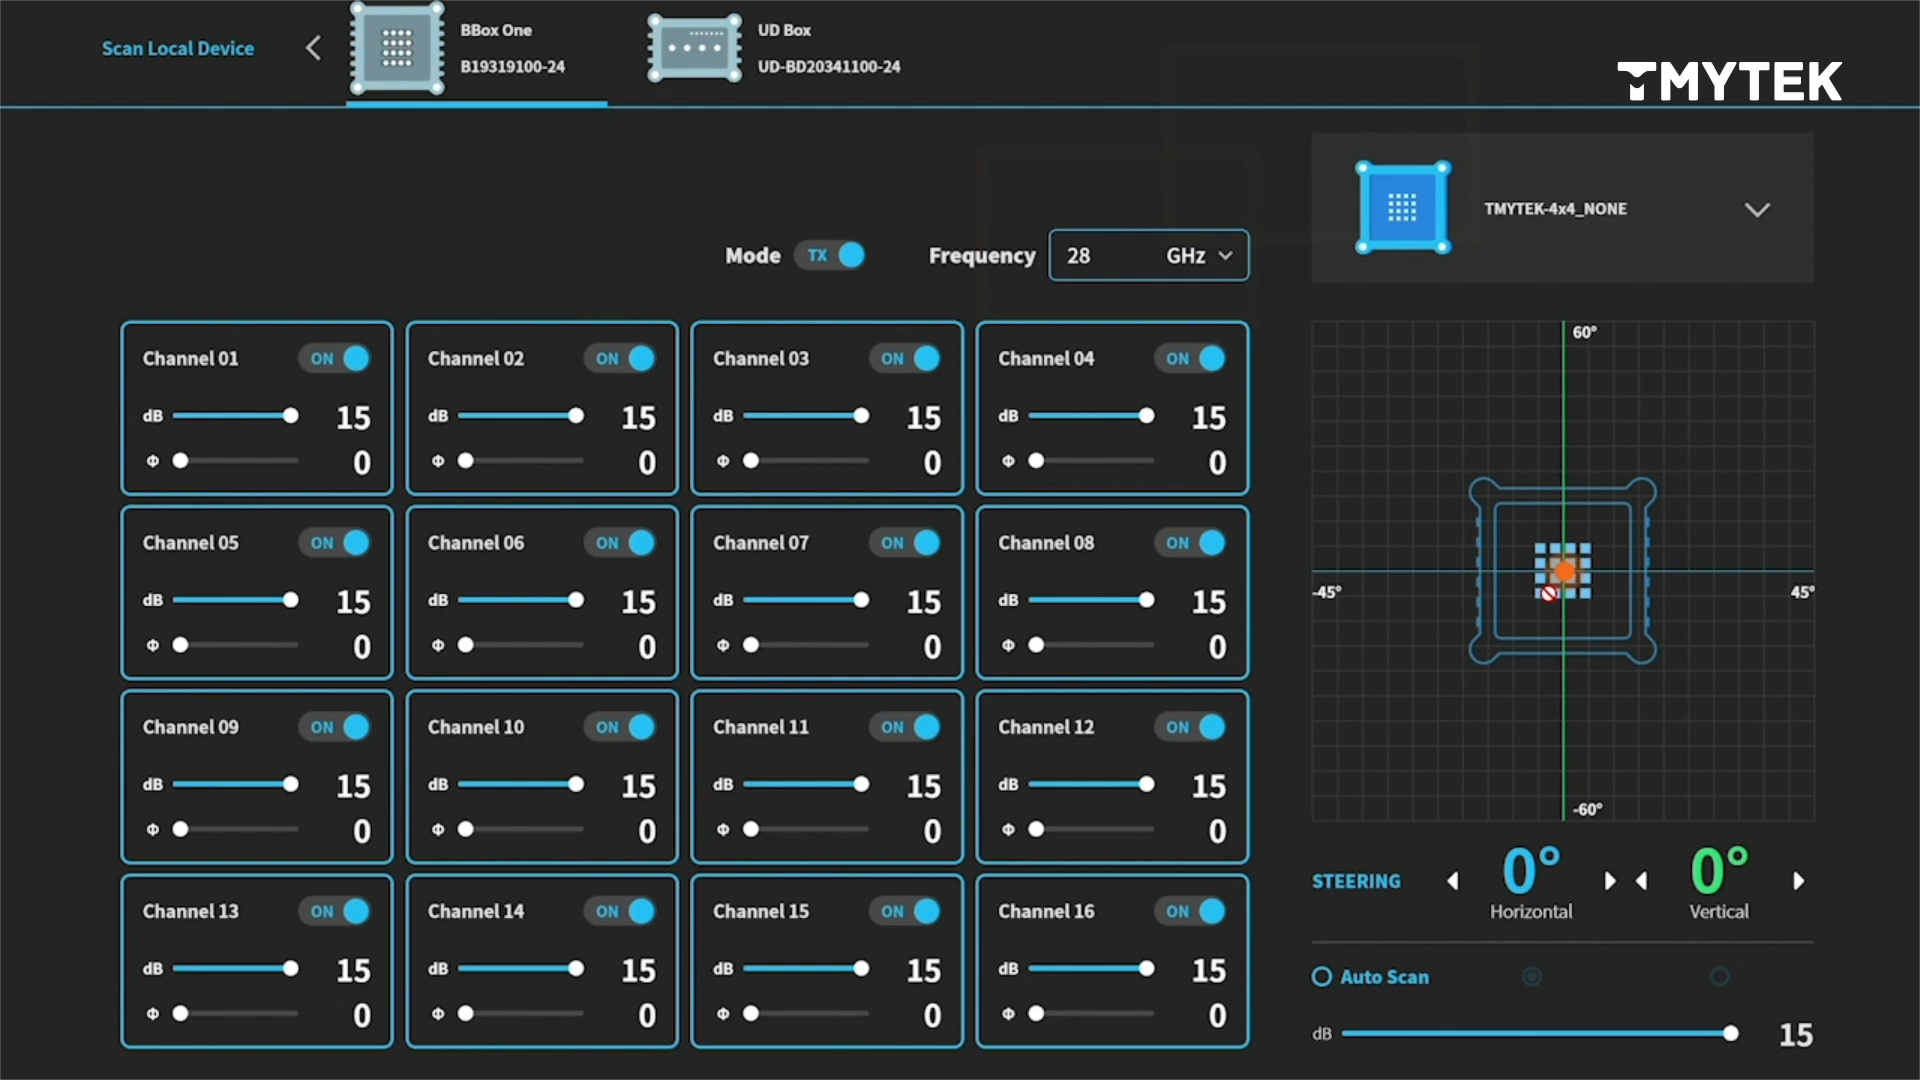 Scan Local Device
BBox One
B19319100-24
UD Box
UD-BD20341100-24
TMYTEK
TMYTEK-4x4_NONE
Mode TX
Frequency 28 GHz
Channel 01 ON
dB 15
Φ 0
Channel 02 ON
dB 15
Φ 0
Channel 03 ON
dB 15
Φ 0
Channel 04 ON
dB 15
Φ 0
Channel 05 ON
dB 15
Φ 0
Channel 06 ON
dB 15
Φ 0
Channel 07 ON
dB 15
Φ 0
Channel 08 ON
dB 15
Φ 0
Channel 09 ON
dB 15
Φ 0
Channel 10 ON
dB 15
Φ 0
Channel 11 ON
dB 15
Φ 0
Channel 12 ON
dB 15
Φ 0
Channel 13 ON
dB 15
Φ 0
Channel 14 ON
dB 15
Φ 0
Channel 15 ON
dB 15
Φ 0
Channel 16 ON
dB 15
Φ 0
60°
-45°
45°
-60°
STEERING
0°
Horizontal
0°
Vertical
Auto Scan
dB 15